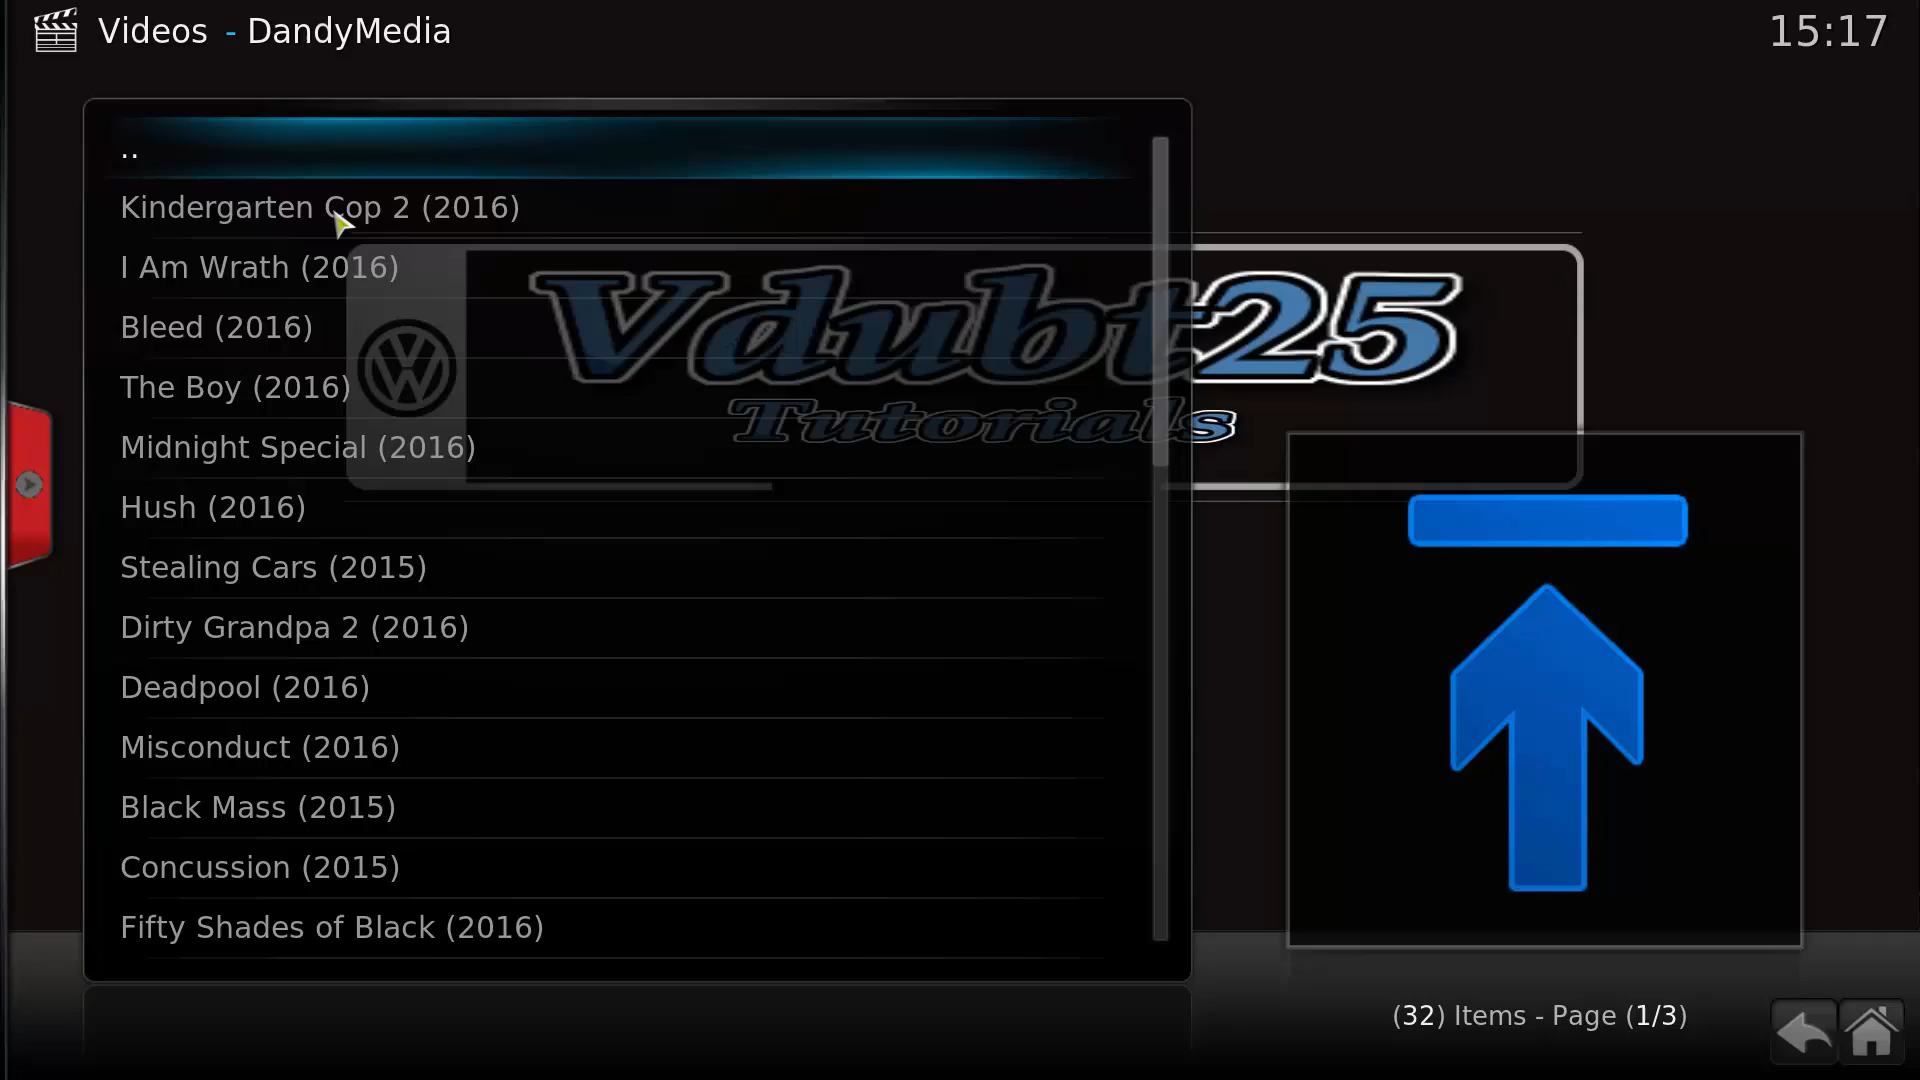 Videos - DandyMedia
15:17
..
Kindergarten Cop 2 (2016)
I Am Wrath (2016)
Bleed (2016)
The Boy (2016)
Midnight Special (2016)
Hush (2016)
Stealing Cars (2015)
Dirty Grandpa 2 (2016)
Deadpool (2016)
Misconduct (2016)
Black Mass (2015)
Concussion (2015)
Fifty Shades of Black (2016)
Vdubt25
Tutorials
(32) Items - Page (1/3)